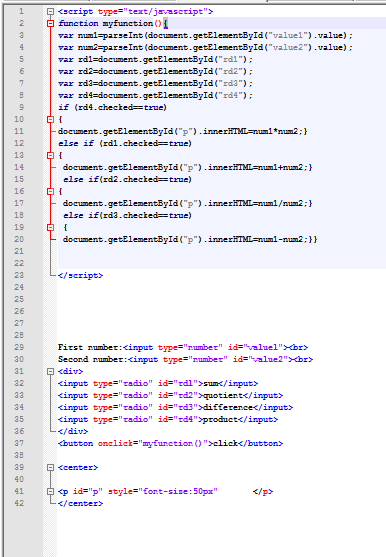 1 <script type="text/javascript">
2 function myfunction(){
3 var num1=parseInt(document.getElementById("value1").value);
4 var num2=parseInt(document.getElementById("value2").value);
5 var rd1=document.getElementById("rd1");
6 var rd2=document.getElementById("rd2");
7 var rd3=document.getElementById("rd3");
8 var rd4=document.getElementById("rd4");
9 if (rd4.checked==true)
10 {
11 document.getElementById("p").innerHTML=num1*num2;}
12 else if (rd1.checked==true)
13 {
14 document.getElementById("p").innerHTML=num1+num2;}
15 else if(rd2.checked==true)
16 {
17 document.getElementById("p").innerHTML=num1/num2;}
18 else if(rd3.checked==true)
19 {
20 document.getElementById("p").innerHTML=num1-num2;}}
21
22
23 </script>
24
25
26
27
28
29 First number:<input type="number" id="value1"><br>
30 Second number:<input type="number" id="value2"><br>
31 <div>
32 <input type="radio" id="rd1">sum</input>
33 <input type="radio" id="rd2">quotient</input>
34 <input type="radio" id="rd3">difference</input>
35 <input type="radio" id="rd4">product</input>
36 </div>
37 <button onclick="myfunction()">click</button>
38
39 <center>
40
41 <p id="p" style="font-size:50px" </p>
42 </center>